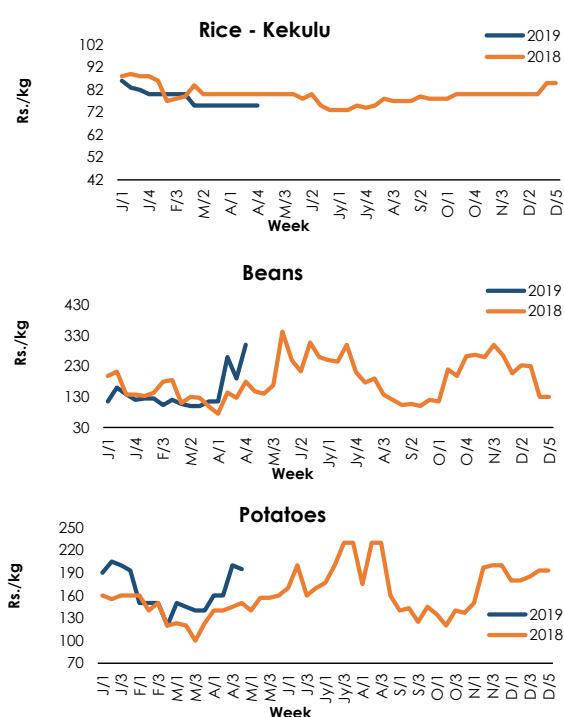 Rice - Kekulu
2019
2018
Rs./kg
102
92
82
72
62
52
42
J/1 J/4 F/3 M/2 A/1 A/4 M/3 J/2 Jy/1 Jy/4 A/3 S/2 O/1 O/4 N/3 D/2 D/5
Week
Beans
2019
2018
Rs./kg
430
330
230
130
30
J/1 J/4 F/3 M/2 A/1 A/4 M/3 J/2 Jy/1 Jy/4 A/3 S/2 O/1 O/4 N/3 D/2 D/5
Week
Potatoes
2019
2018
Rs./kg
250
220
190
160
130
100
70
J/1 J/3 F/1 F/3 M/1 M/3 A/1 A/3 M/1 M/3 J/1 J/3 Jy/1 Jy/3 A/1 A/3 S/1 S/3 O/1 O/3 N/1 N/3 D/1 D/3 D/5
Week